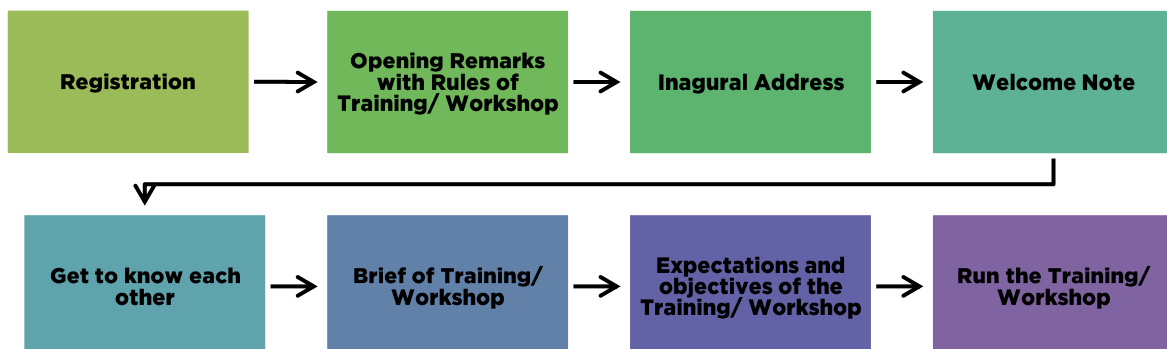 Registration
Opening Remarks
with Rules of
Training/ Workshop
Inagural Address
Welcome Note
Get to know each
other
Brief of Training/
Workshop
Expectations and
objectives of the
Training/ Workshop
Run the Training/
Workshop